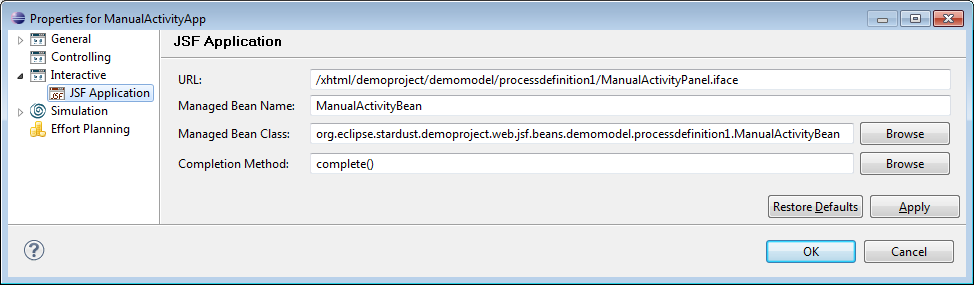 Properties for ManualActivityApp
General
Controlling
Interactive
JSF Application
Simulation
Effort Planning
JSF Application
URL: /xhtml/demoproject/demomodel/processdefinition1/ManualActivityPanel.iface
Managed Bean Name: ManualActivityBean
Managed Bean Class: org.eclipse.stardust.demoproject.web.jsf.beans.demomodel.processdefinition1.ManualActivityBean Browse
Completion Method: complete() Browse
Restore Defaults Apply
? OK Cancel